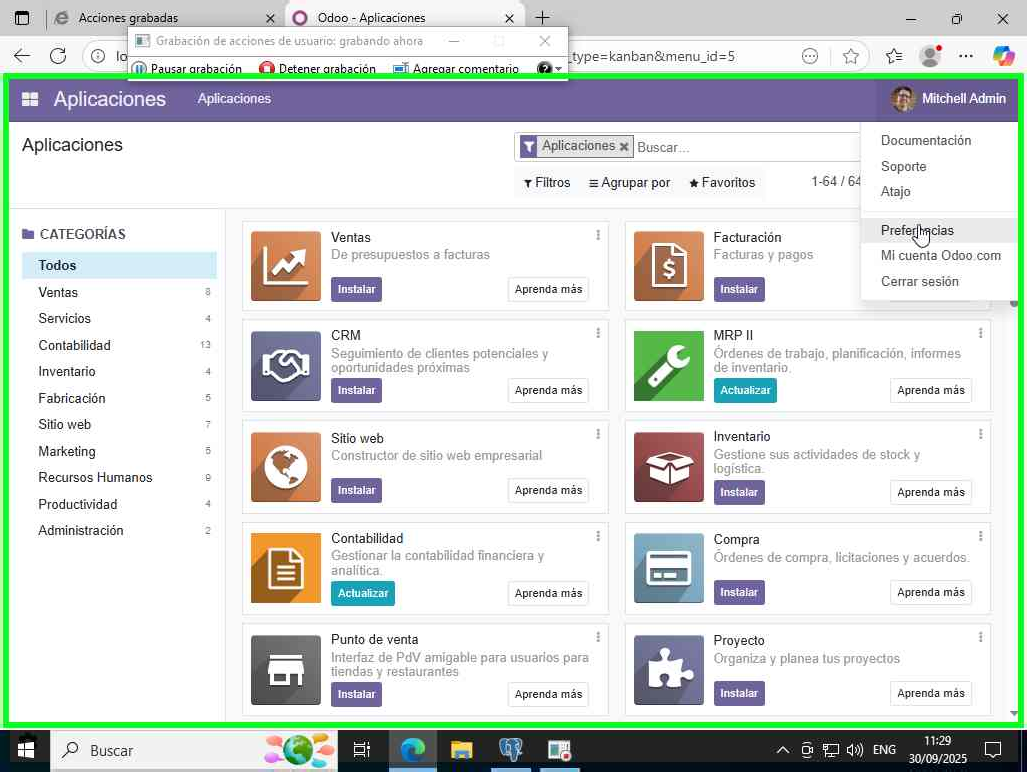 Acciones grabadas
Odoo - Aplicaciones
Grabación de acciones de usuario: grabando ahora
Pausar grabación
Detener grabación
Agregar comentario
_type=kanban&menu_id=5
Aplicaciones
Aplicaciones
Mitchell Admin
Aplicaciones
Aplicaciones
Buscar...
Filtros
Agrupar por
Favoritos
1-64 / 64
Documentación
Soporte
Atajo
Preferencias
Mi cuenta Odoo.com
Cerrar sesión
CATEGORÍAS
Todos
Ventas 8
Servicios 4
Contabilidad 13
Inventario 4
Fabricación 5
Sitio web 7
Marketing 5
Recursos Humanos 9
Productividad 4
Administración 2
Ventas
De presupuestos a facturas
Instalar
Aprenda más
Facturación
Facturas y pagos
Instalar
CRM
Seguimiento de clientes potenciales y
oportunidades próximas
Instalar
Aprenda más
MRP II
Órdenes de trabajo, planificación, informes
de inventario.
Actualizar
Aprenda más
Sitio web
Constructor de sitio web empresarial
Instalar
Aprenda más
Inventario
Gestione sus actividades de stock y
logística.
Instalar
Aprenda más
Contabilidad
Gestionar la contabilidad financiera y
analítica.
Actualizar
Aprenda más
Compra
Órdenes de compra, licitaciones y acuerdos.
Instalar
Aprenda más
Punto de venta
Interfaz de PdV amigable para usuarios para
tiendas y restaurantes
Instalar
Aprenda más
Proyecto
Organiza y planea tus proyectos
Instalar
Aprenda más
Buscar
ENG
11:29
30/09/2025